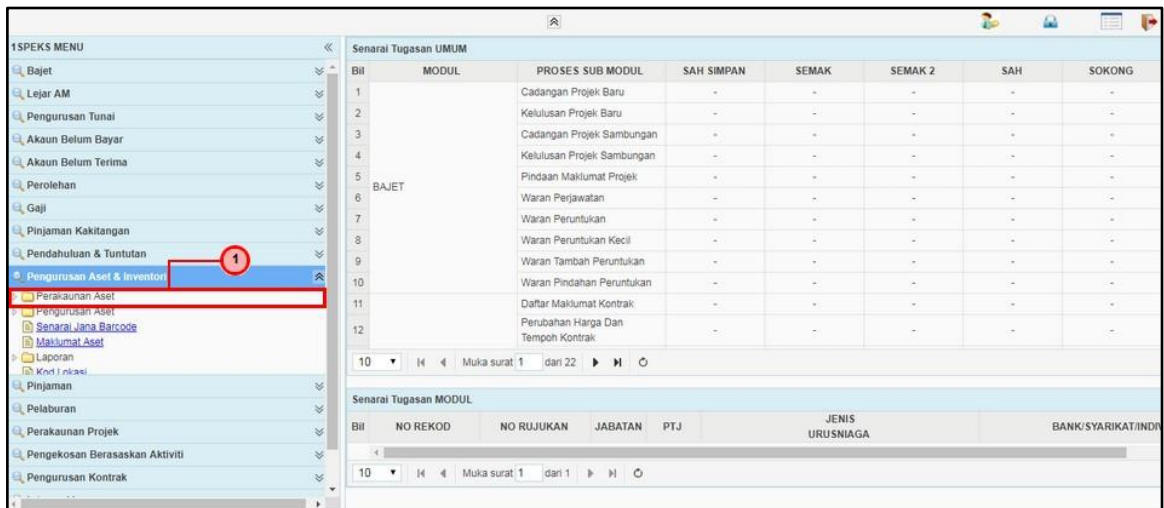 1SPEKS MENU
Bajet
Lejar AM
Pengurusan Tunai
Akaun Belum Bayar
Akaun Belum Terima
Perolehan
Gaji
Pinjaman Kakitangan
Pendahuluan & Tuntutan
1
Pengurusan Aset & Inventori
Perakaunan Aset
Pengurusan Aset
Senarai Jana Barcode
Maklumat Aset
Laporan
Kod Lokasi
Pinjaman
Pelaburan
Perakaunan Projek
Pengekosan Berasaskan Aktiviti
Pengurusan Kontrak
Senarai Tugasan UMUM
Bil MODUL PROSES SUB MODUL SAH SIMPAN SEMAK SEMAK 2 SAH SOKONG
BAJET
1 Cadangan Projek Baru - - - - -
2 Kelulusan Projek Baru - - - - -
3 Cadangan Projek Sambungan - - - - -
4 Kelulusan Projek Sambungan - - - - -
5 Pindaan Maklumat Projek - - - - -
6 Waran Perjawatan - - - - -
7 Waran Peruntukan - - - - -
8 Waran Peruntukan Kecil - - - - -
9 Waran Tambah Peruntukan - - - - -
10 Waran Pindahan Peruntukan - - - - -
11 Daftar Maklumat Kontrak - - - - -
12 Perubahan Harga Dan
Tempoh Kontrak - - - - -
10 Muka surat 1 dari 22
Senarai Tugasan MODUL
Bil NO REKOD NO RUJUKAN JABATAN PTJ JENIS
URUSNIAGA BANK/SYARIKAT/INDIV
10 Muka surat 1 dari 1